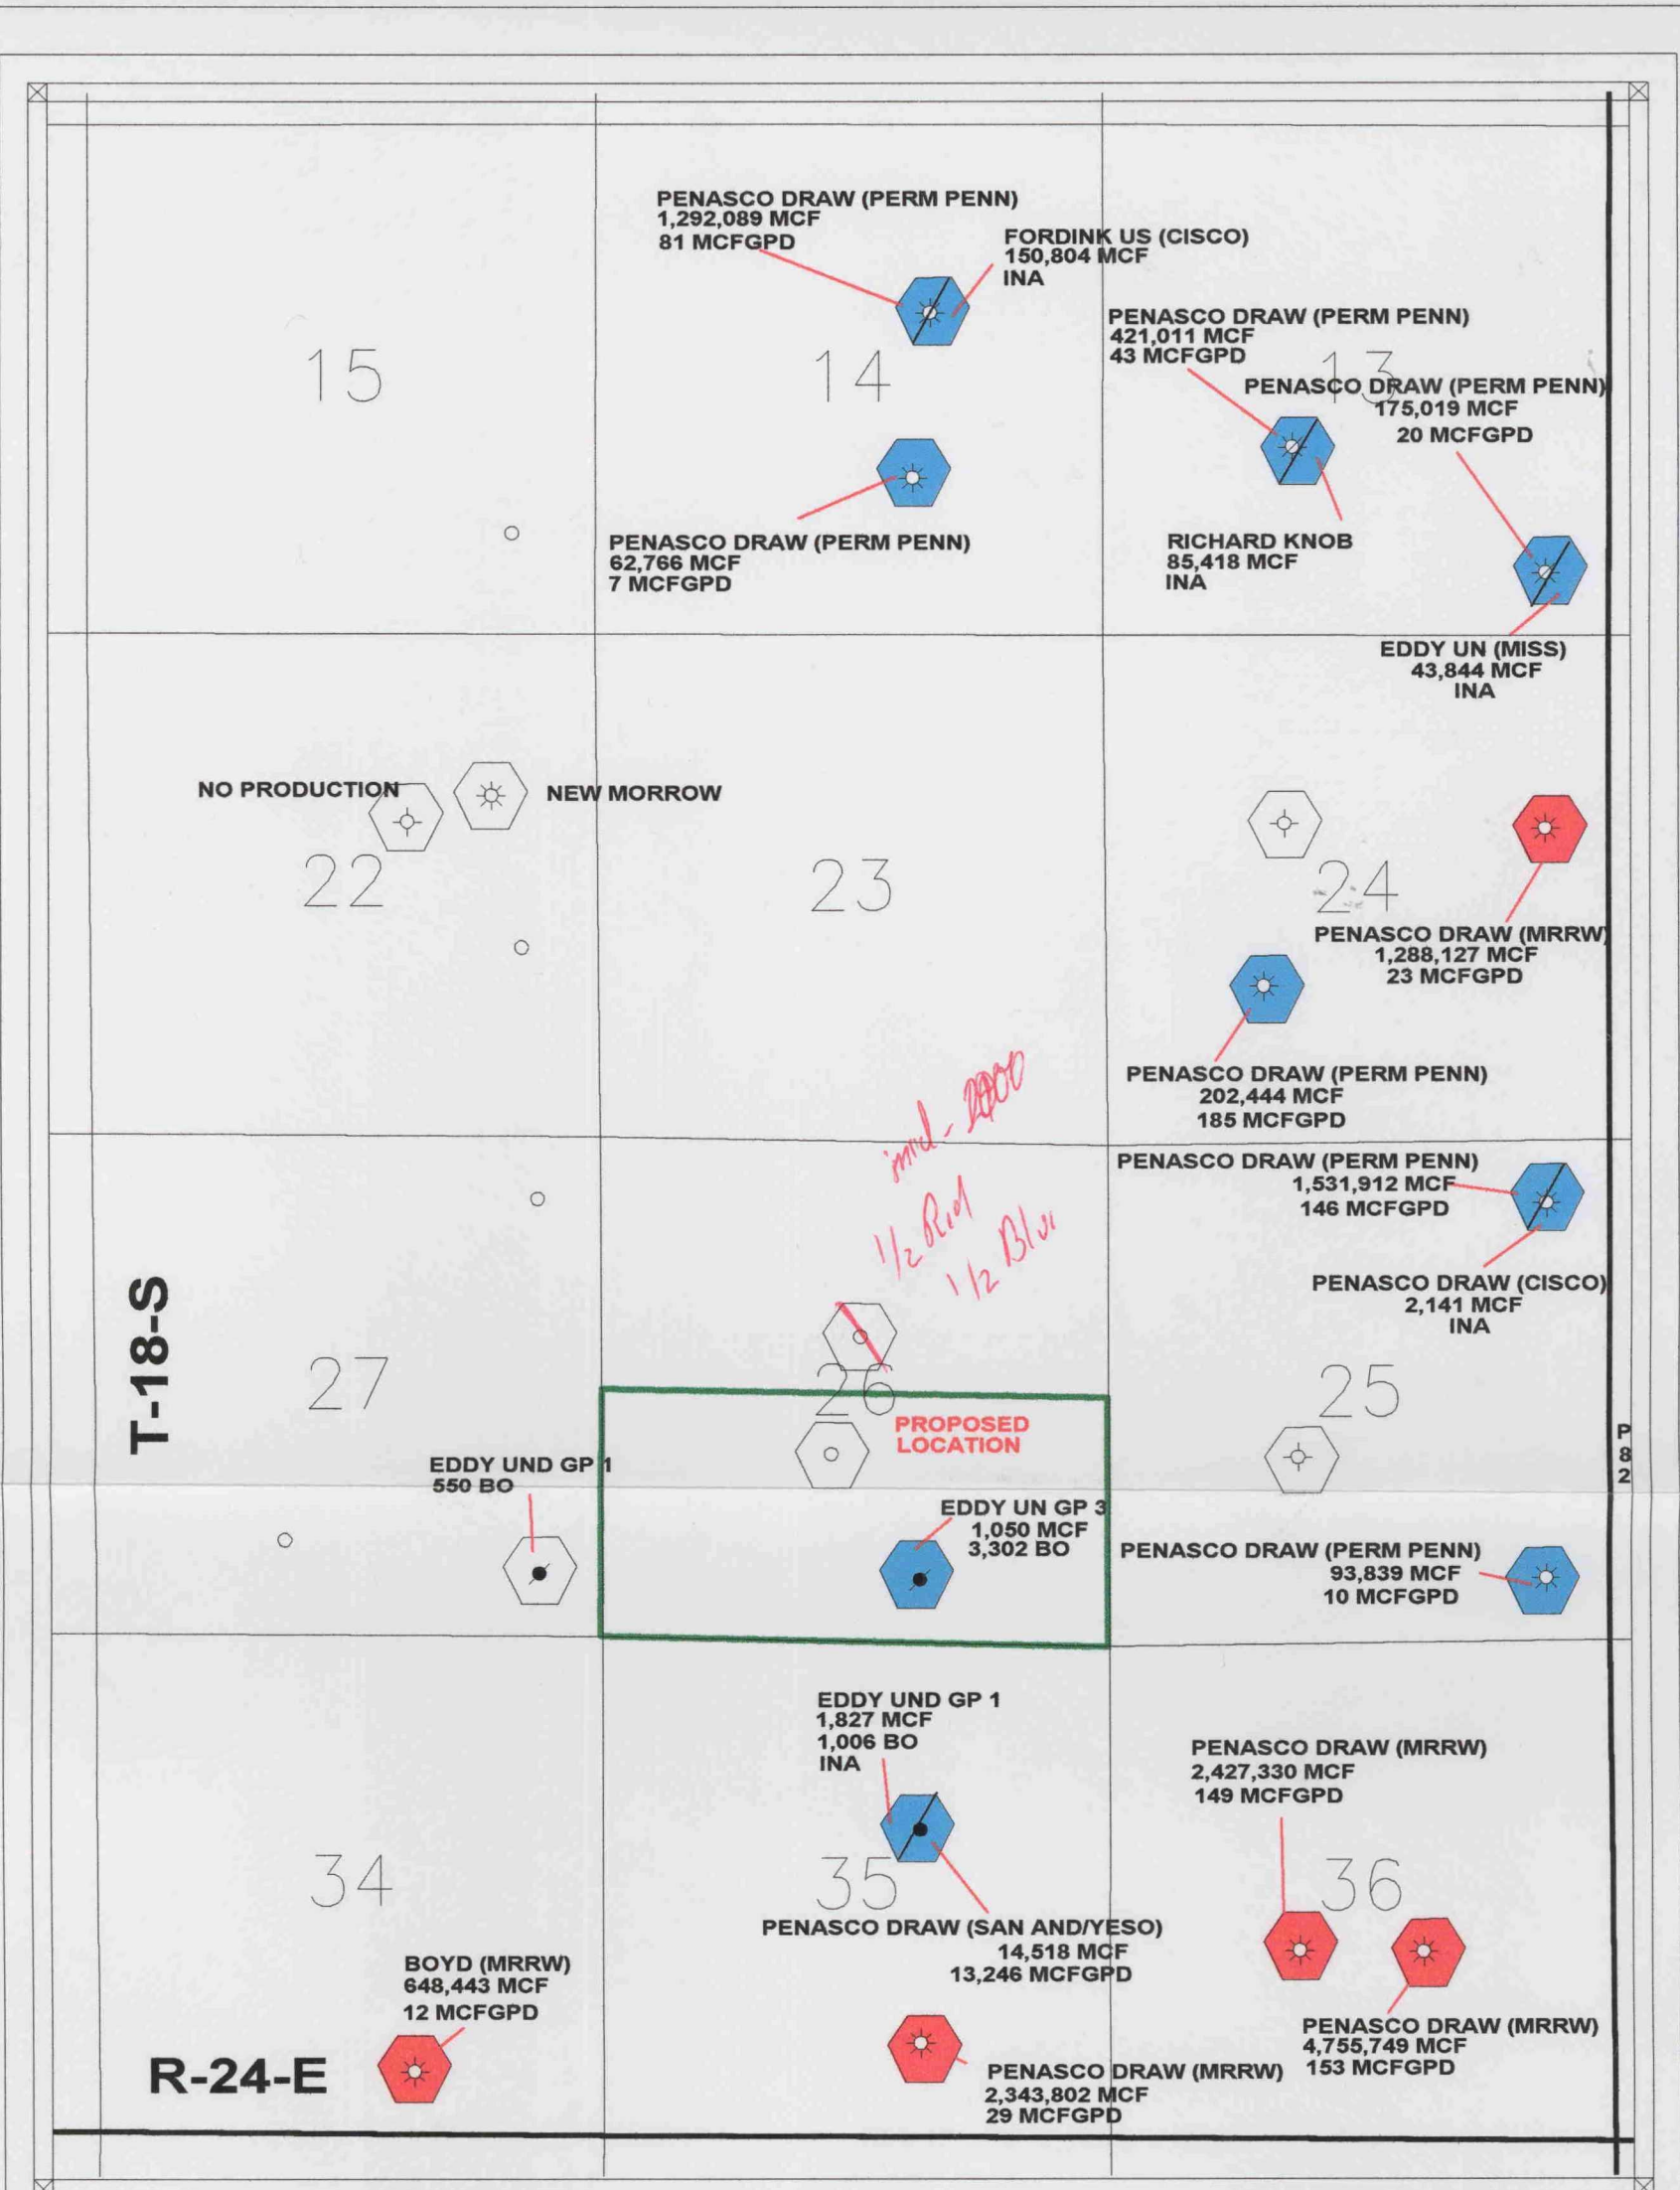 PENASCO DRAW (PERM PENN)
1,292,089 MCF
81 MCFGPD
FORDINK US (CISCO)
150,804 MCF
INA
PENASCO DRAW (PERM PENN)
421,011 MCF
43 MCFGPD
15
14
13
PENASCO DRAW (PERM PENN)
175,019 MCF
20 MCFGPD
PENASCO DRAW (PERM PENN)
62,766 MCF
7 MCFGPD
RICHARD KNOB
85,418 MCF
INA
EDDY UN (MISS)
43,844 MCF
INA
NO PRODUCTION
NEW MORROW
22
23
24
PENASCO DRAW (MRRW)
1,288,127 MCF
23 MCFGPD
PENASCO DRAW (PERM PENN)
202,444 MCF
185 MCFGPD
1/2 Red
1/2 Blue
PENASCO DRAW (PERM PENN)
1,531,912 MCF
146 MCFGPD
PENASCO DRAW (CISCO)
2,141 MCF
INA
T-18-S
27
26
25
PROPOSED
LOCATION
P
8
2
EDDY UND GP 1
550 BO
EDDY UN GP 3
1,050 MCF
3,302 BO
PENASCO DRAW (PERM PENN)
93,839 MCF
10 MCFGPD
EDDY UND GP 1
1,827 MCF
1,006 BO
INA
PENASCO DRAW (MRRW)
2,427,330 MCF
149 MCFGPD
34
35
36
PENASCO DRAW (SAN AND/YESO)
14,518 MCF
13,246 MCFGPD
BOYD (MRRW)
648,443 MCF
12 MCFGPD
R-24-E
PENASCO DRAW (MRRW)
2,343,802 MCF
29 MCFGPD
PENASCO DRAW (MRRW)
4,755,749 MCF
153 MCFGPD